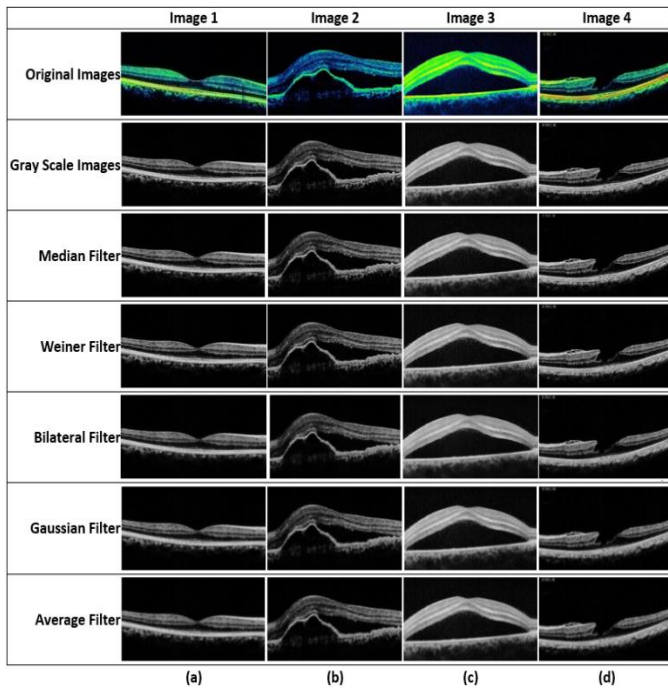 Image 1 Image 2 Image 3 Image 4
Original Images
Gray Scale Images
Median Filter
Weiner Filter
Bilateral Filter
Gaussian Filter
Average Filter
(a) (b) (c) (d)